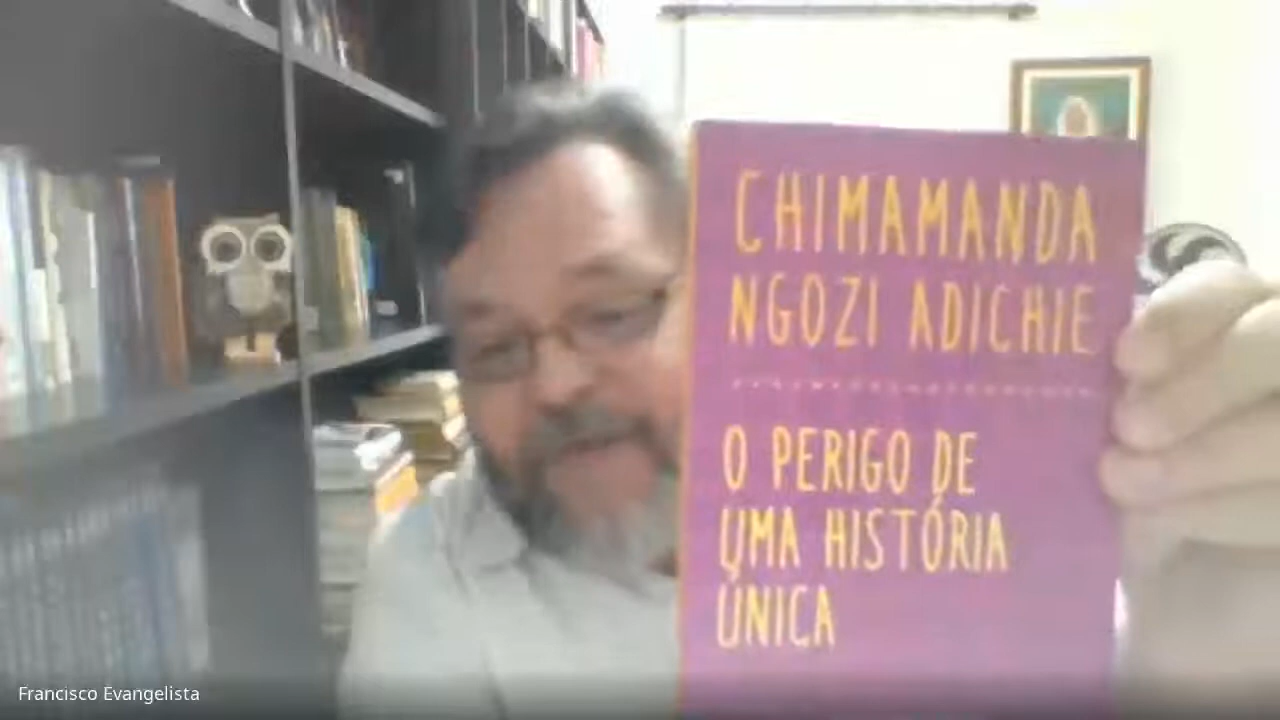 CHIMAMANDA
NGOZI ADICHIE
O PERIGO DE
UMA HISTÓRIA
ÚNICA
Francisco Evangelista